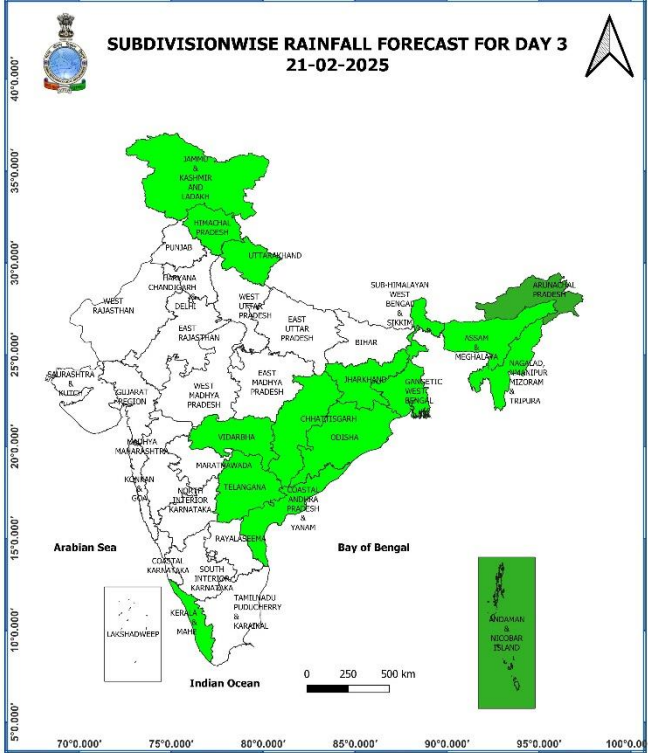 SUBDIVISIONWISE RAINFALL FORECAST FOR DAY 3
21-02-2025
40°0.000'
35°0.000'
30°0.000'
25°0.000'
20°0.000'
15°0.000'
10°0.000'
5°0.000'
JAMMU
&
KASHMIR
AND
LADAKH
HIMACHAL
PRADESH
PUNJAB
UTTARAKHAND
HARYANA
CHANDIGARH
DELHI
WEST
RAJASTHAN
WEST
UTTAR
PRADESH
EAST
RAJASTHAN
EAST
UTTAR
PRADESH
SUB-HIMALAYAN
WEST
BENGAL
&
SIKKIM
BIHAR
ARUNACHAL
PRADESH
ASSAM
&
MEGHALAYA
MIZORAM
&
TRIPURA
SAURASHTRA
&
KUTCH
GUJARAT
REGION
WEST
MADHYA
PRADESH
EAST
MADHYA
PRADESH
JHARKHAND
GANGETIC
WEST
BENGAL
CHHATTISGARH
ODISHA
VIDARBHA
MADHYA
MAHARASHTRA
MARATHAWADA
KONKAN
&
GOA
NORTH
INTERIOR
KARNATAKA
TELANGANA
COASTAL
ANDHRA
PRADESH
&
YANAM
RAYALASEEMA
Arabian Sea
Bay of Bengal
COASTAL
KARNATAKA
SOUTH
INTERIOR
KARNATAKA
TAMILNADU
PUDUCHERRY
&
KARAIKAL
KERALA
&
MAHE
LAKSHADWEEP
ANDAMAN
&
NICOBAR
ISLAND
0 250 500 km
Indian Ocean
70°0.000' 75°0.000' 80°0.000' 85°0.000' 90°0.000' 95°0.000' 100°0.00